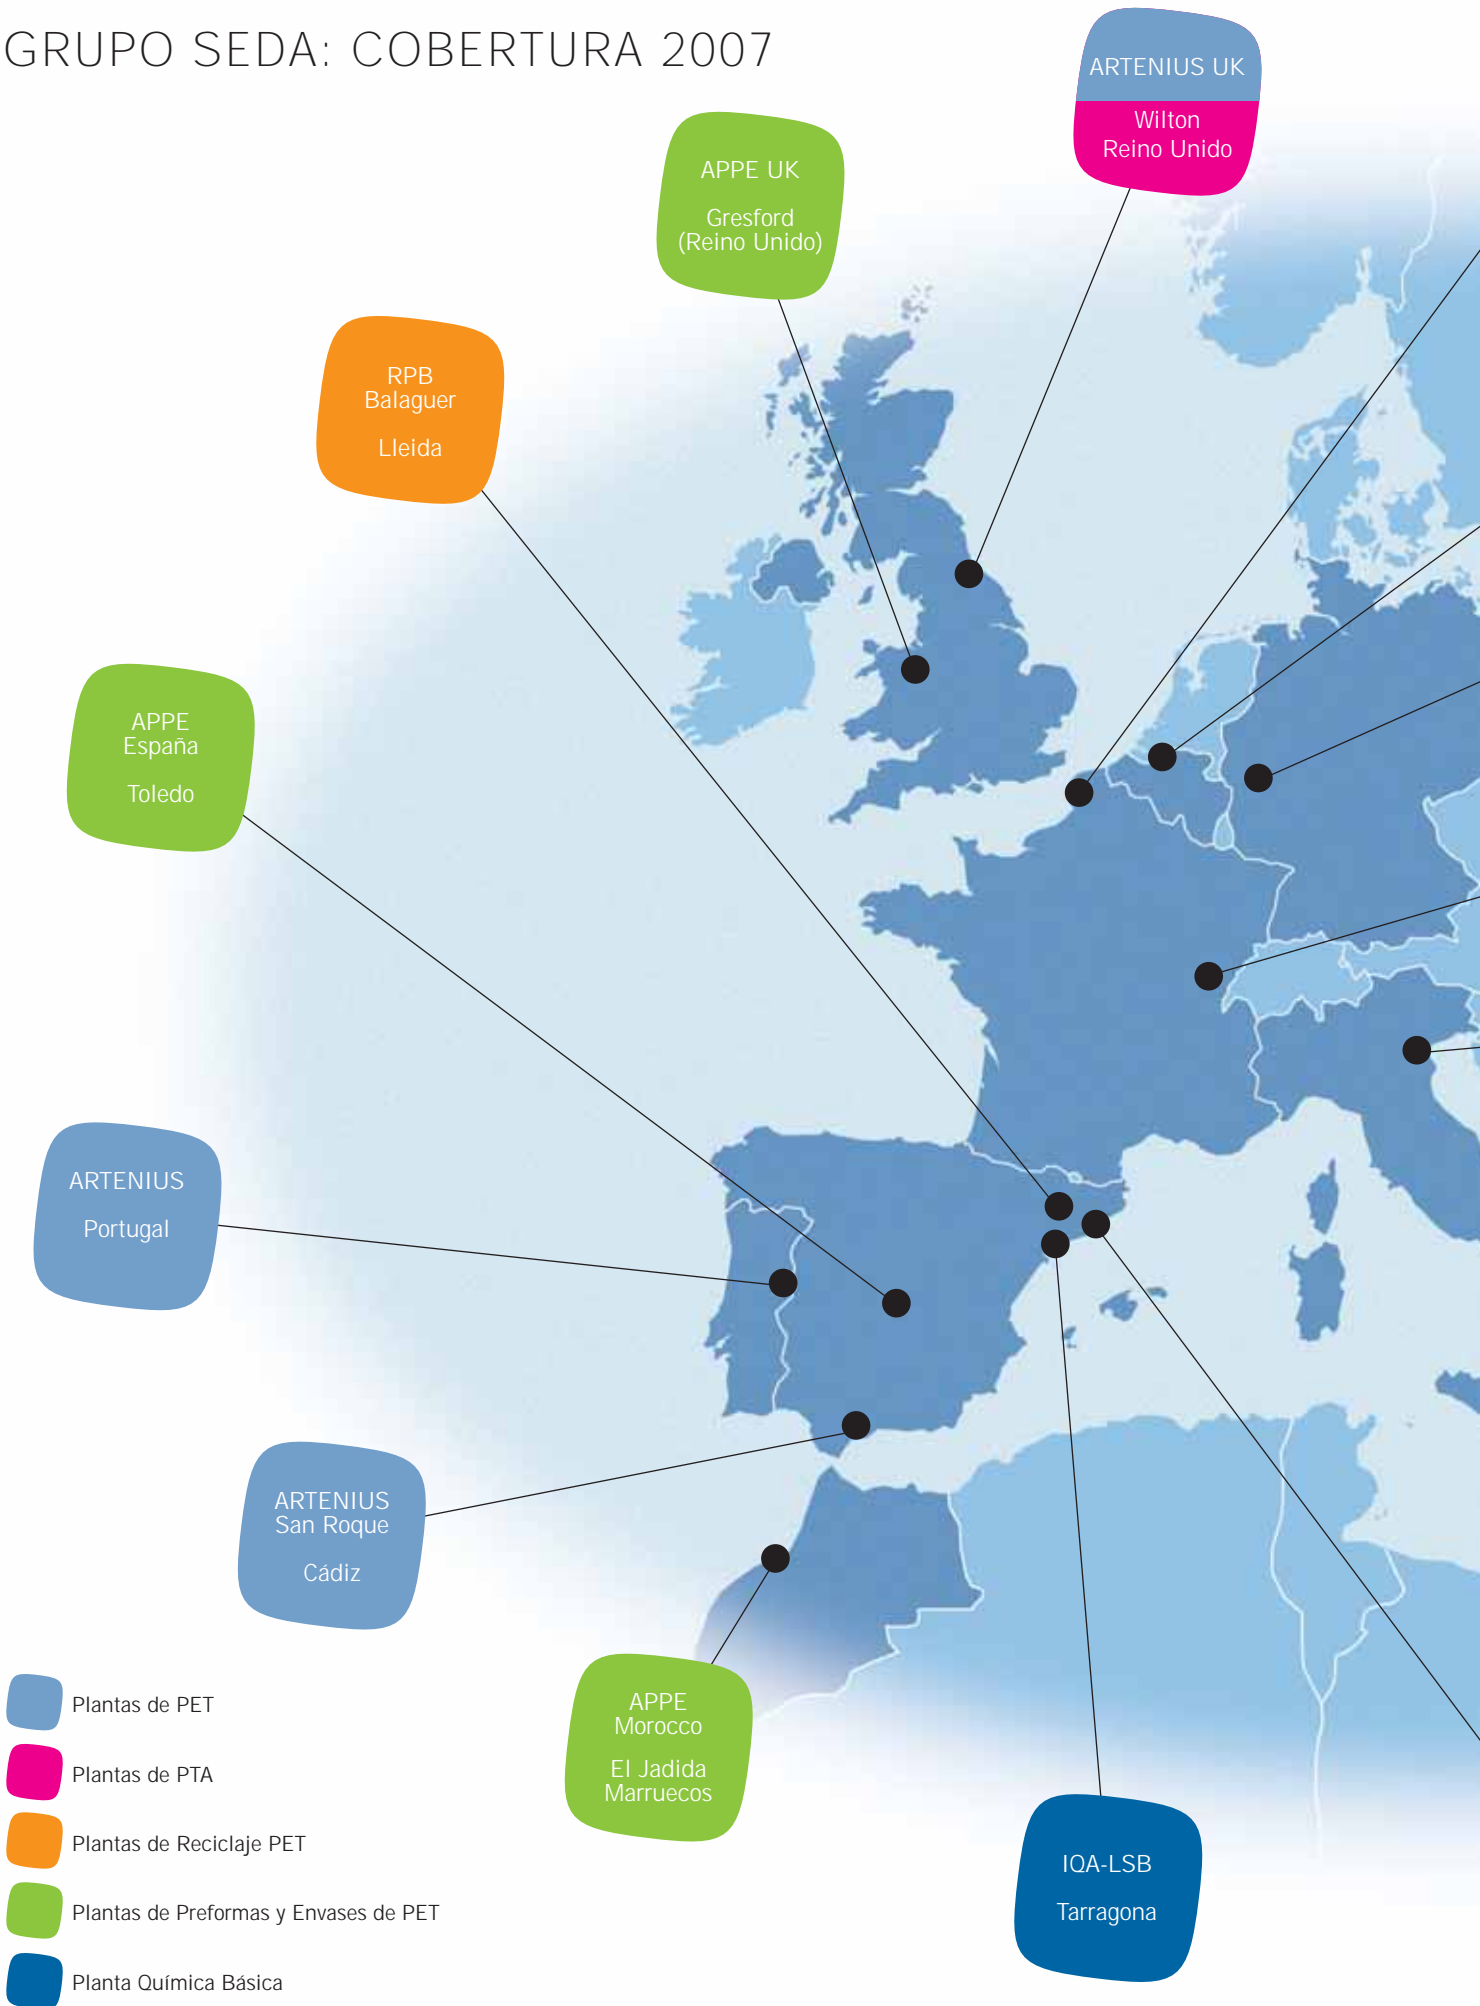 GRUPO SEDA: COBERTURA 2007
ARTENIUS UK
Wilton
Reino Unido
APPE UK
Gresford
(Reino Unido)
RPB
Balaguer
Lleida
APPE
España
Toledo
ARTENIUS
Portugal
ARTENIUS
San Roque
Cádiz
APPE
Morocco
El Jadida
Marruecos
IQA-LSB
Tarragona
Plantas de PET
Plantas de PTA
Plantas de Reciclaje PET
Plantas de Preformas y Envases de PET
Planta Química Básica